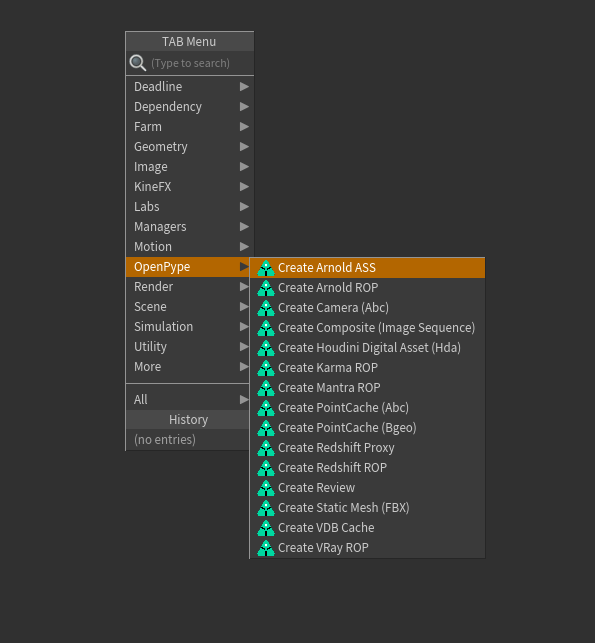 TAB Menu
(Type to search)
Deadline
Dependency
Farm
Geometry
Image
KineFX
Labs
Managers
Motion
OpenPype
Render
Scene
Simulation
Utility
More
All
History
(no entries)
Create Arnold ASS
Create Arnold ROP
Create Camera (Abc)
Create Composite (Image Sequence)
Create Houdini Digital Asset (Hda)
Create Karma ROP
Create Mantra ROP
Create PointCache (Abc)
Create PointCache (Bgeo)
Create Redshift Proxy
Create Redshift ROP
Create Review
Create Static Mesh (FBX)
Create VDB Cache
Create VRay ROP